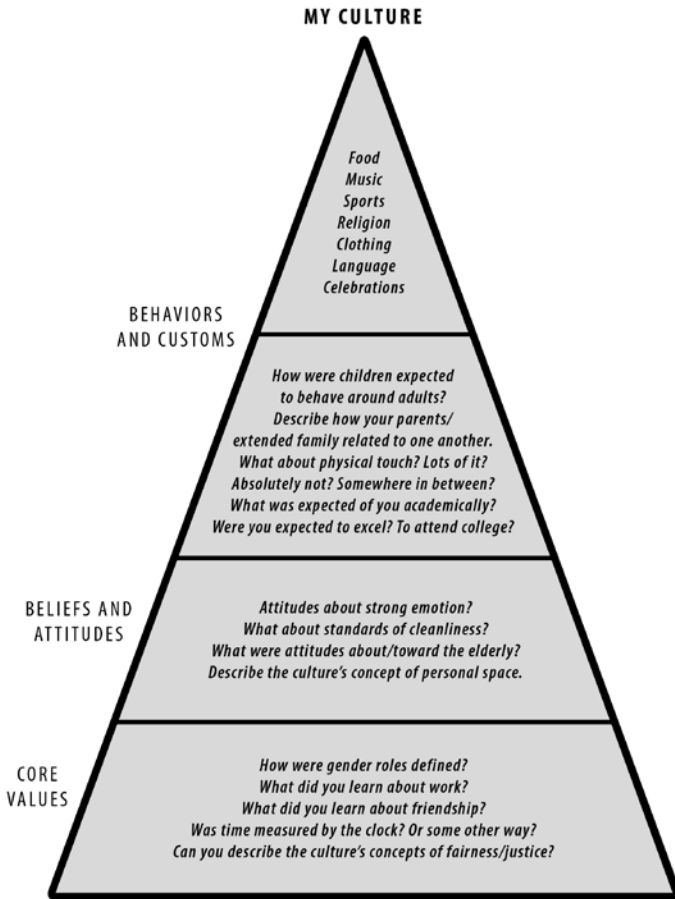 MY CULTURE
Food
Music
Sports
Religion
Clothing
Language
Celebrations
BEHAVIORS
AND CUSTOMS
How were children expected
to behave around adults?
Describe how your parents/
extended family related to one another.
What about physical touch? Lots of it?
Absolutely not? Somewhere in between?
What was expected of you academically?
Were you expected to excel? To attend college?
BELIEFS AND
ATTITUDES
Attitudes about strong emotion?
What about standards of cleanliness?
What were attitudes about/toward the elderly?
Describe the culture's concept of personal space.
CORE
VALUES
How were gender roles defined?
What did you learn about work?
What did you learn about friendship?
Was time measured by the clock? Or some other way?
Can you describe the culture's concepts of fairness/justice?